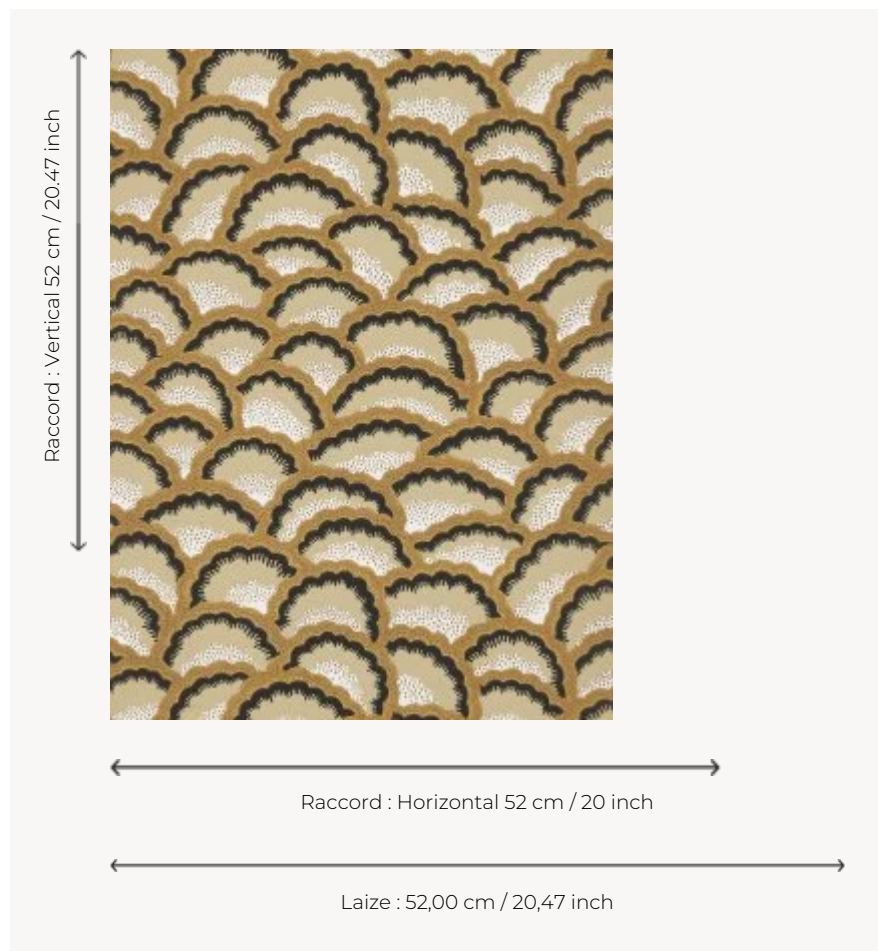 Raccord : Vertical 52 cm / 20.47 inch
Raccord : Horizontal 52 cm / 20 inch
Laize : 52,00 cm / 20,47 inch